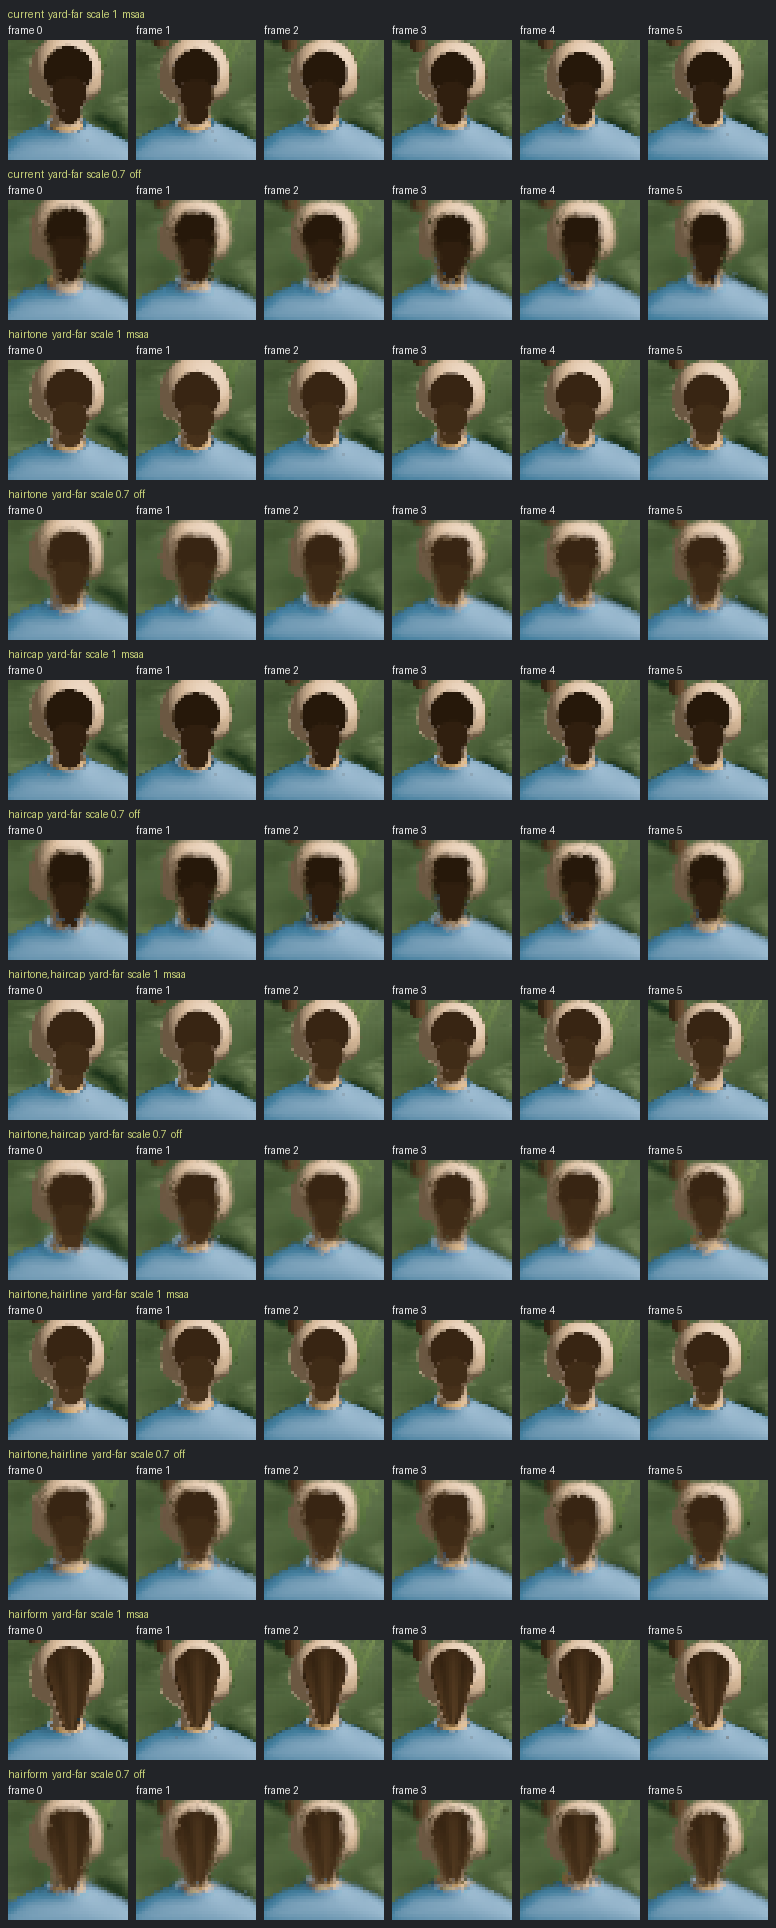 current yard-far scale 1 msaa
frame 0 frame 1 frame 2 frame 3 frame 4 frame 5
current yard-far scale 0.7 off
frame 0 frame 1 frame 2 frame 3 frame 4 frame 5
hairtone yard-far scale 1 msaa
frame 0 frame 1 frame 2 frame 3 frame 4 frame 5
hairtone yard-far scale 0.7 off
frame 0 frame 1 frame 2 frame 3 frame 4 frame 5
haircap yard-far scale 1 msaa
frame 0 frame 1 frame 2 frame 3 frame 4 frame 5
haircap yard-far scale 0.7 off
frame 0 frame 1 frame 2 frame 3 frame 4 frame 5
hairtone,haircap yard-far scale 1 msaa
frame 0 frame 1 frame 2 frame 3 frame 4 frame 5
hairtone,haircap yard-far scale 0.7 off
frame 0 frame 1 frame 2 frame 3 frame 4 frame 5
hairtone,hairline yard-far scale 1 msaa
frame 0 frame 1 frame 2 frame 3 frame 4 frame 5
hairtone,hairline yard-far scale 0.7 off
frame 0 frame 1 frame 2 frame 3 frame 4 frame 5
hairform yard-far scale 1 msaa
frame 0 frame 1 frame 2 frame 3 frame 4 frame 5
hairform yard-far scale 0.7 off
frame 0 frame 1 frame 2 frame 3 frame 4 frame 5